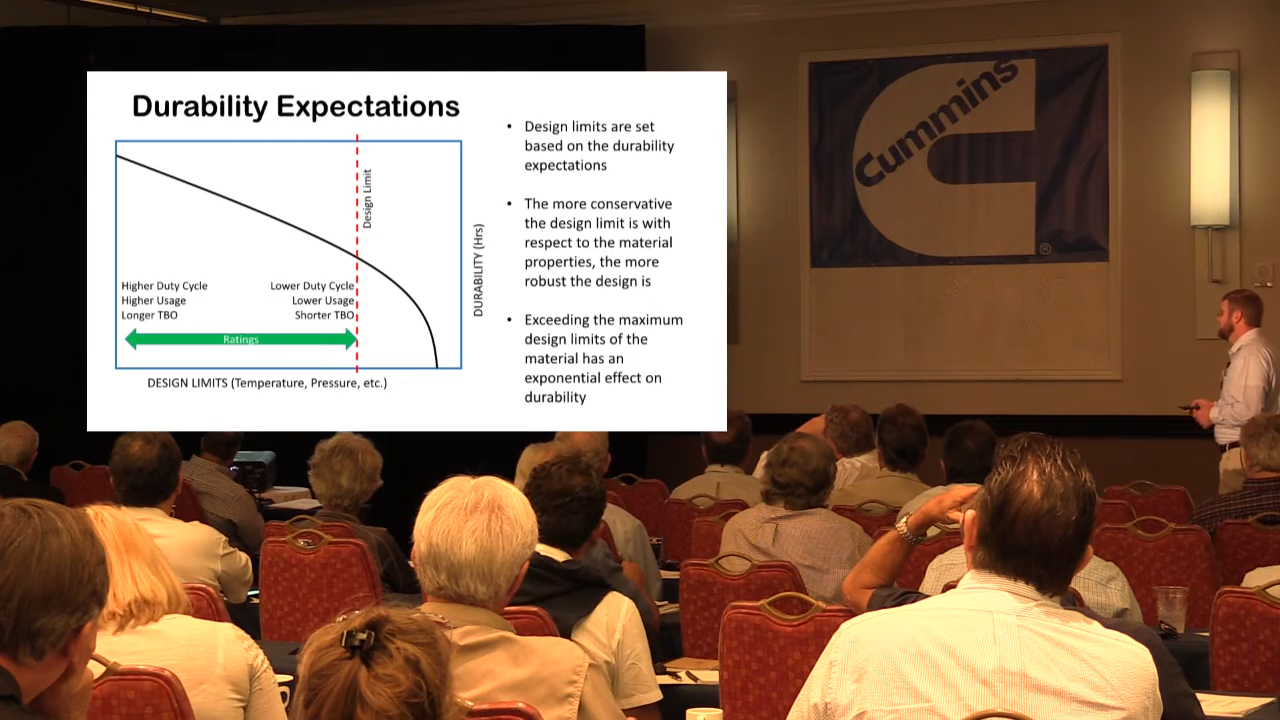 Durability Expectations
Design Limit
Higher Duty Cycle
Higher Usage
Longer TBO
Lower Duty Cycle
Lower Usage
Shorter TBO
Ratings
DURABILITY (Hrs)
DESIGN LIMITS (Temperature, Pressure, etc.)
• Design limits are set
based on the durability
expectations
• The more conservative
the design limit is with
respect to the material
properties, the more
robust the design is
• Exceeding the maximum
design limits of the
material has an
exponential effect on
durability
Cummins
®